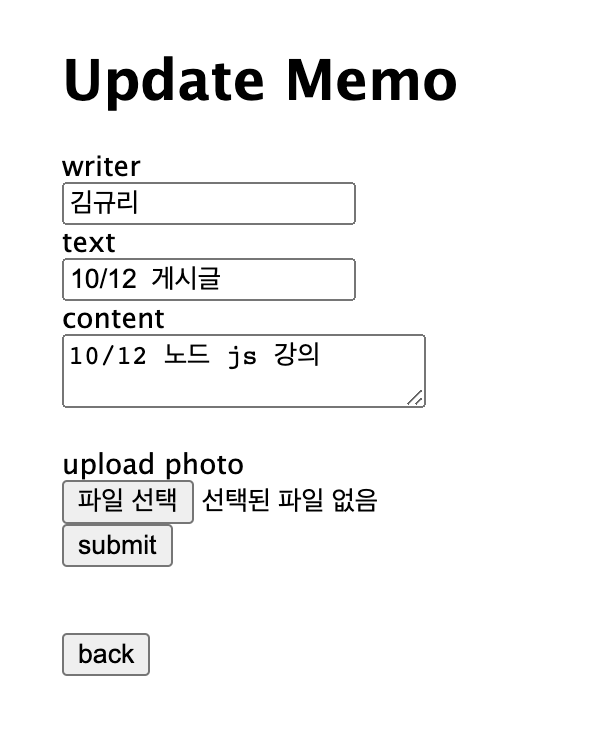 Update Memo
writer
김규리
text
10/12 게시글
content
10/12 노드 js 강의
upload photo
파일 선택 선택된 파일 없음
submit
back